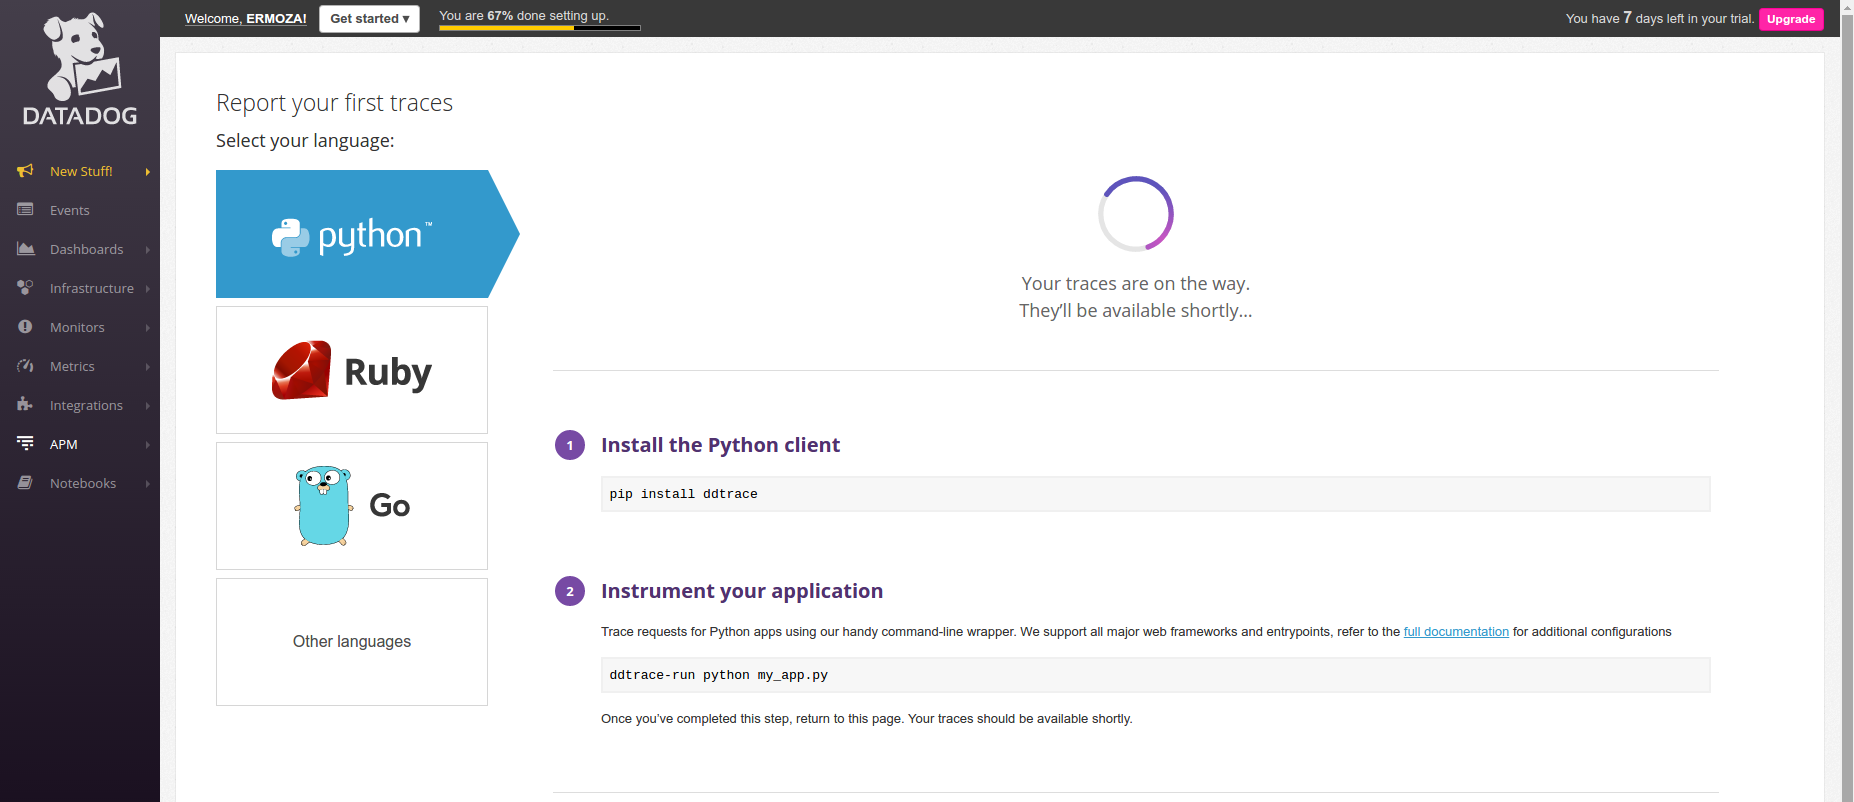 DATADOG
New Stuff!
Events
Dashboards
Infrastructure
Monitors
Metrics
Integrations
APM
Notebooks
Welcome, ERMOZA!
Get started ▾
You are 67% done setting up.
You have 7 days left in your trial.
Upgrade
Report your first traces
Select your language:
python™
Ruby
Go
Other languages
Your traces are on the way.
They’ll be available shortly...
1 Install the Python client
pip install ddtrace
2 Instrument your application
Trace requests for Python apps using our handy command-line wrapper. We support all major web frameworks and entrypoints, refer to the full documentation for additional configurations
ddtrace-run python my_app.py
Once you’ve completed this step, return to this page. Your traces should be available shortly.